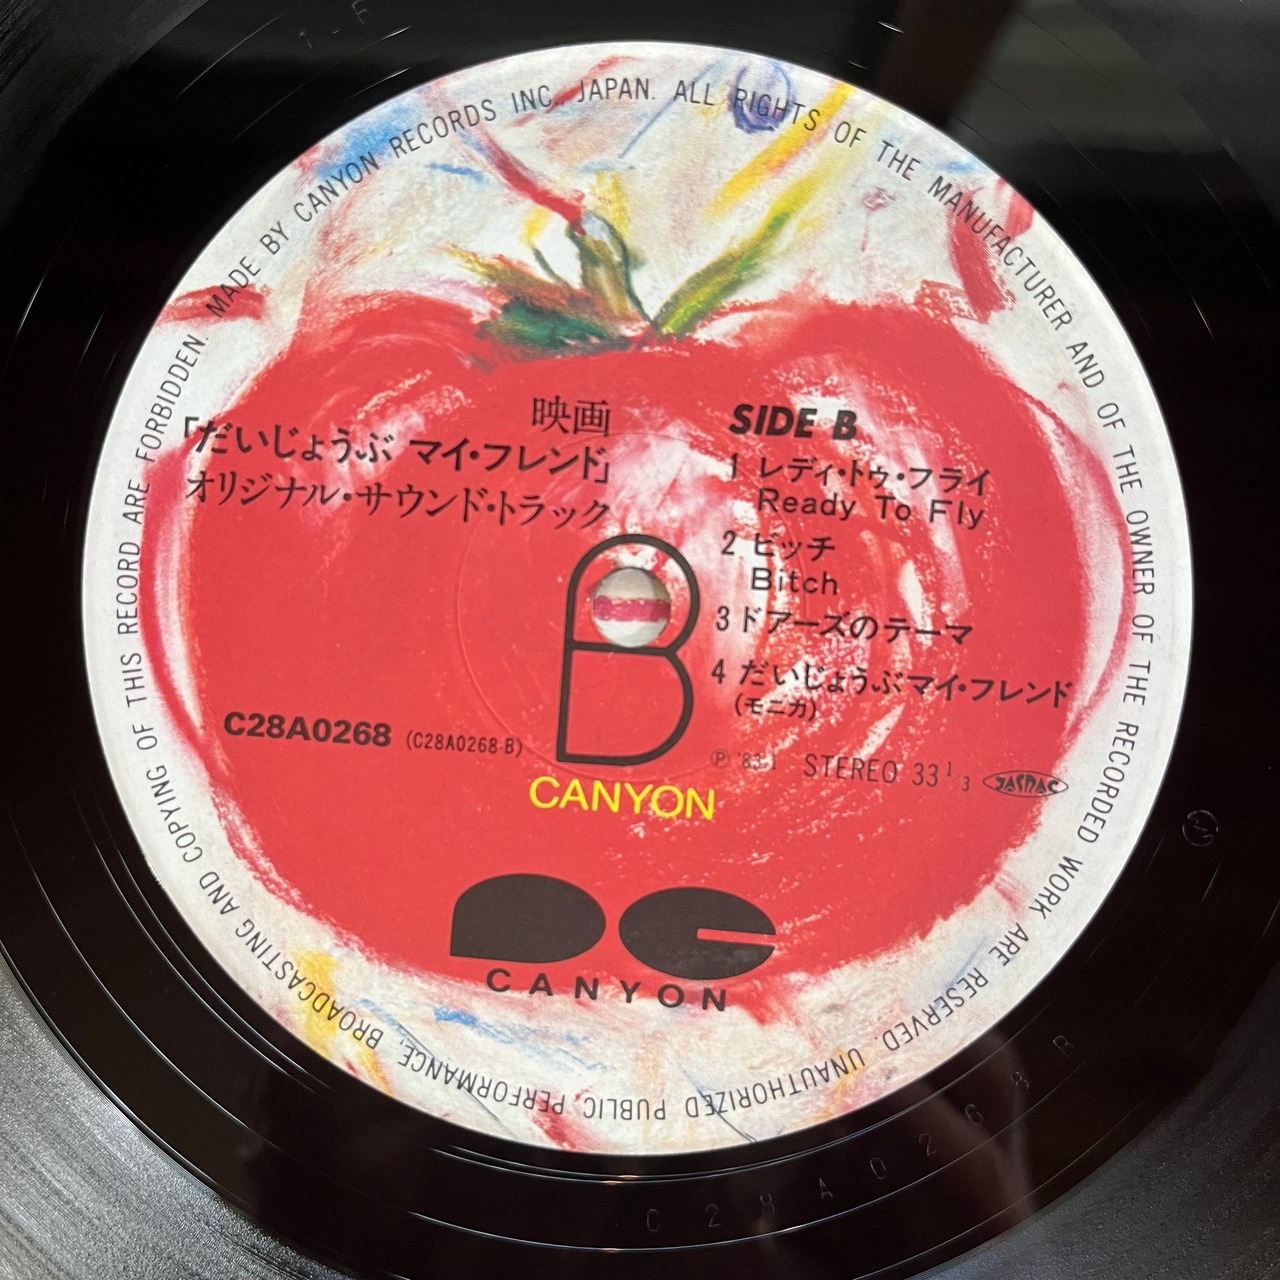 MADE BY CANYON RECORDS INC., JAPAN. ALL RIGHTS OF THE MANUFACTURER AND OF THE OWNER OF THE RECORDED WORK ARE RESERVED. UNAUTHORIZED PUBLIC PERFORMANCE, BROADCASTING AND COPYING OF THIS RECORD ARE FORBIDDEN.
映画
「だいじょうぶ マイ・フレンド」
オリジナル・サウンド・トラック
SIDE B
1 レディ・トゥ・フライ
Ready To Fly
2 ビッチ
Bitch
3 ドアーズのテーマ
4 だいじょうぶマイ・フレンド
(モニカ)
C28A0268 (C28A0268-B)
B
Ⓟ '83.1 STEREO 33 1/3 JASRAC
CANYON
CANYON
C28A0268B
1-F